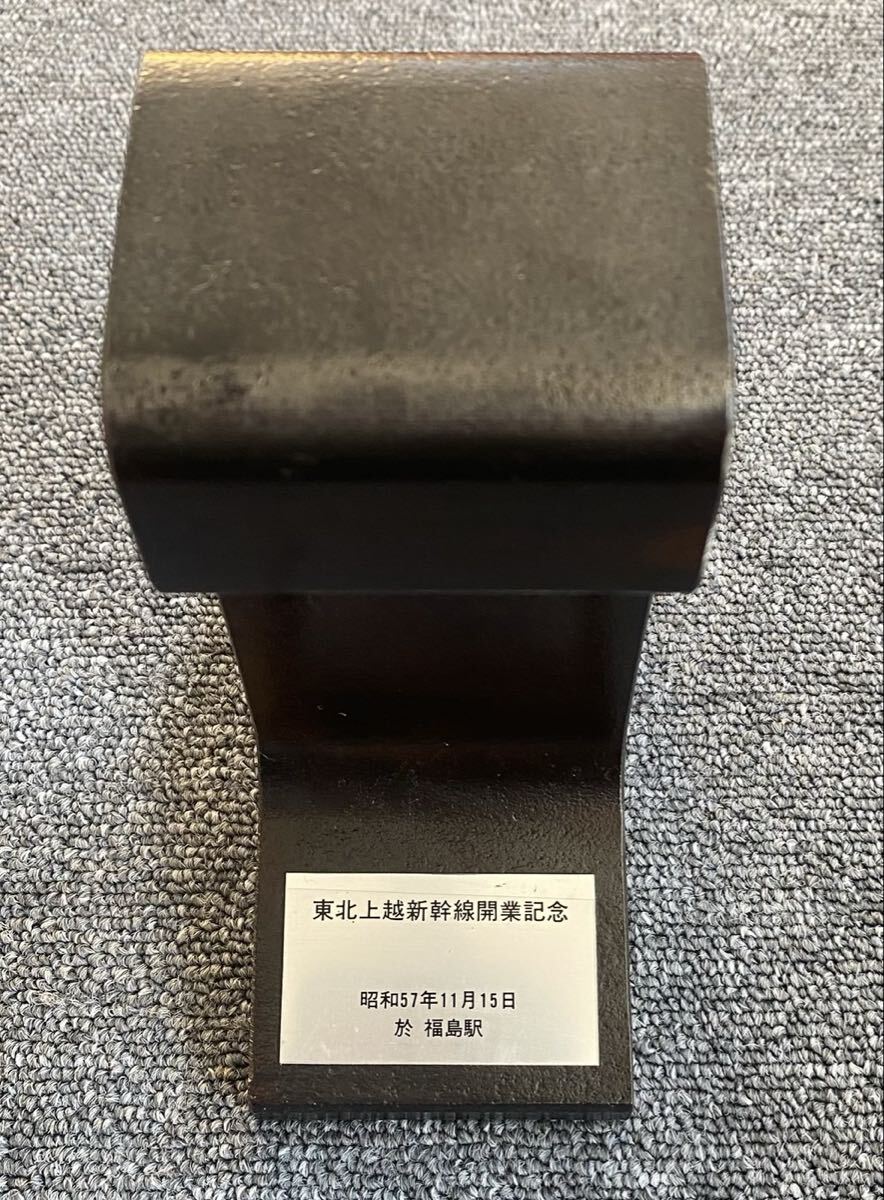 東北上越新幹線開業記念
昭和57年11月15日
於 福島駅